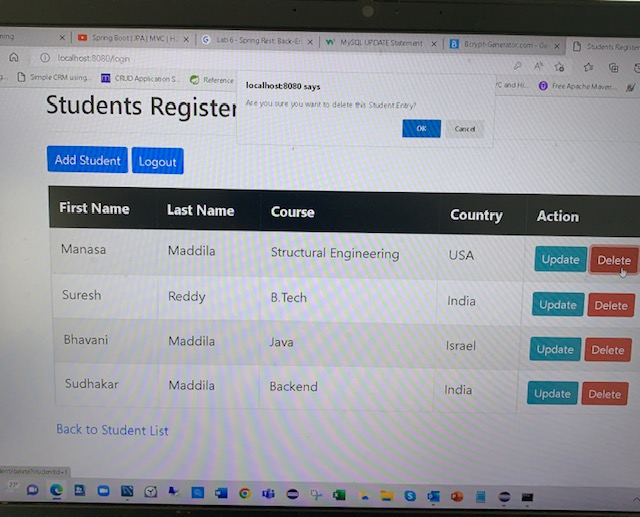 ning
Spring Boot | JPA | MVC | H.
Lab 6 - Spring Rest: Back-En
MySQL UPDATE Statement
Bcrypt-Generator.com - Ge
Students Register
localhost:8080/login
Simple CRM using...
CRUD Application S...
Reference
PC and Hi...
Free Apache Maven...
localhost:8080 says
Are you sure you want to delete this Student Entry?
OK
Cancel
Students Register
Add Student
Logout
First Name Last Name Course Country Action
Manasa Maddila Structural Engineering USA Update Delete
Suresh Reddy B.Tech India Update Delete
Bhavani Maddila Java Israel Update Delete
Sudhakar Maddila Backend India Update Delete
Back to Student List
27°